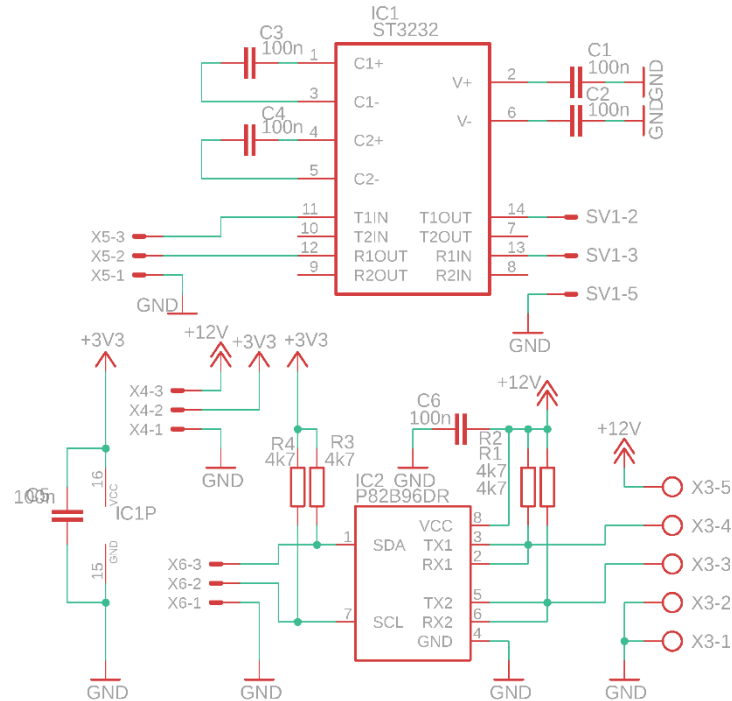 IC1
ST3232
C3
100n
1
C1+
3
C1-
C4
100n
4
C2+
5
C2-
V+
2
C1
100n
GND
V-
6
C2
100n
GND
11
T1IN
T1OUT
14
SV1-2
X5-3
10
T2IN
T2OUT
7
X5-2
12
R1OUT
R1IN
13
SV1-3
X5-1
9
R2OUT
R2IN
8
GND
SV1-5
GND
+3V3
+12V
+3V3
+3V3
X4-3
X4-2
X4-1
GND
R4
R3
4k7
4k7
C6
100n
GND
+12V
R2
R1
4k7
4k7
+12V
C5
100n
16
VCC
IC1P
15
GND
GND
IC2
P82B96DR
VCC
8
1
SDA
TX1
3
RX1
2
TX2
5
7
SCL
RX2
6
GND
4
X6-3
X6-2
X6-1
GND
GND
X3-5
X3-4
X3-3
X3-2
X3-1
GND